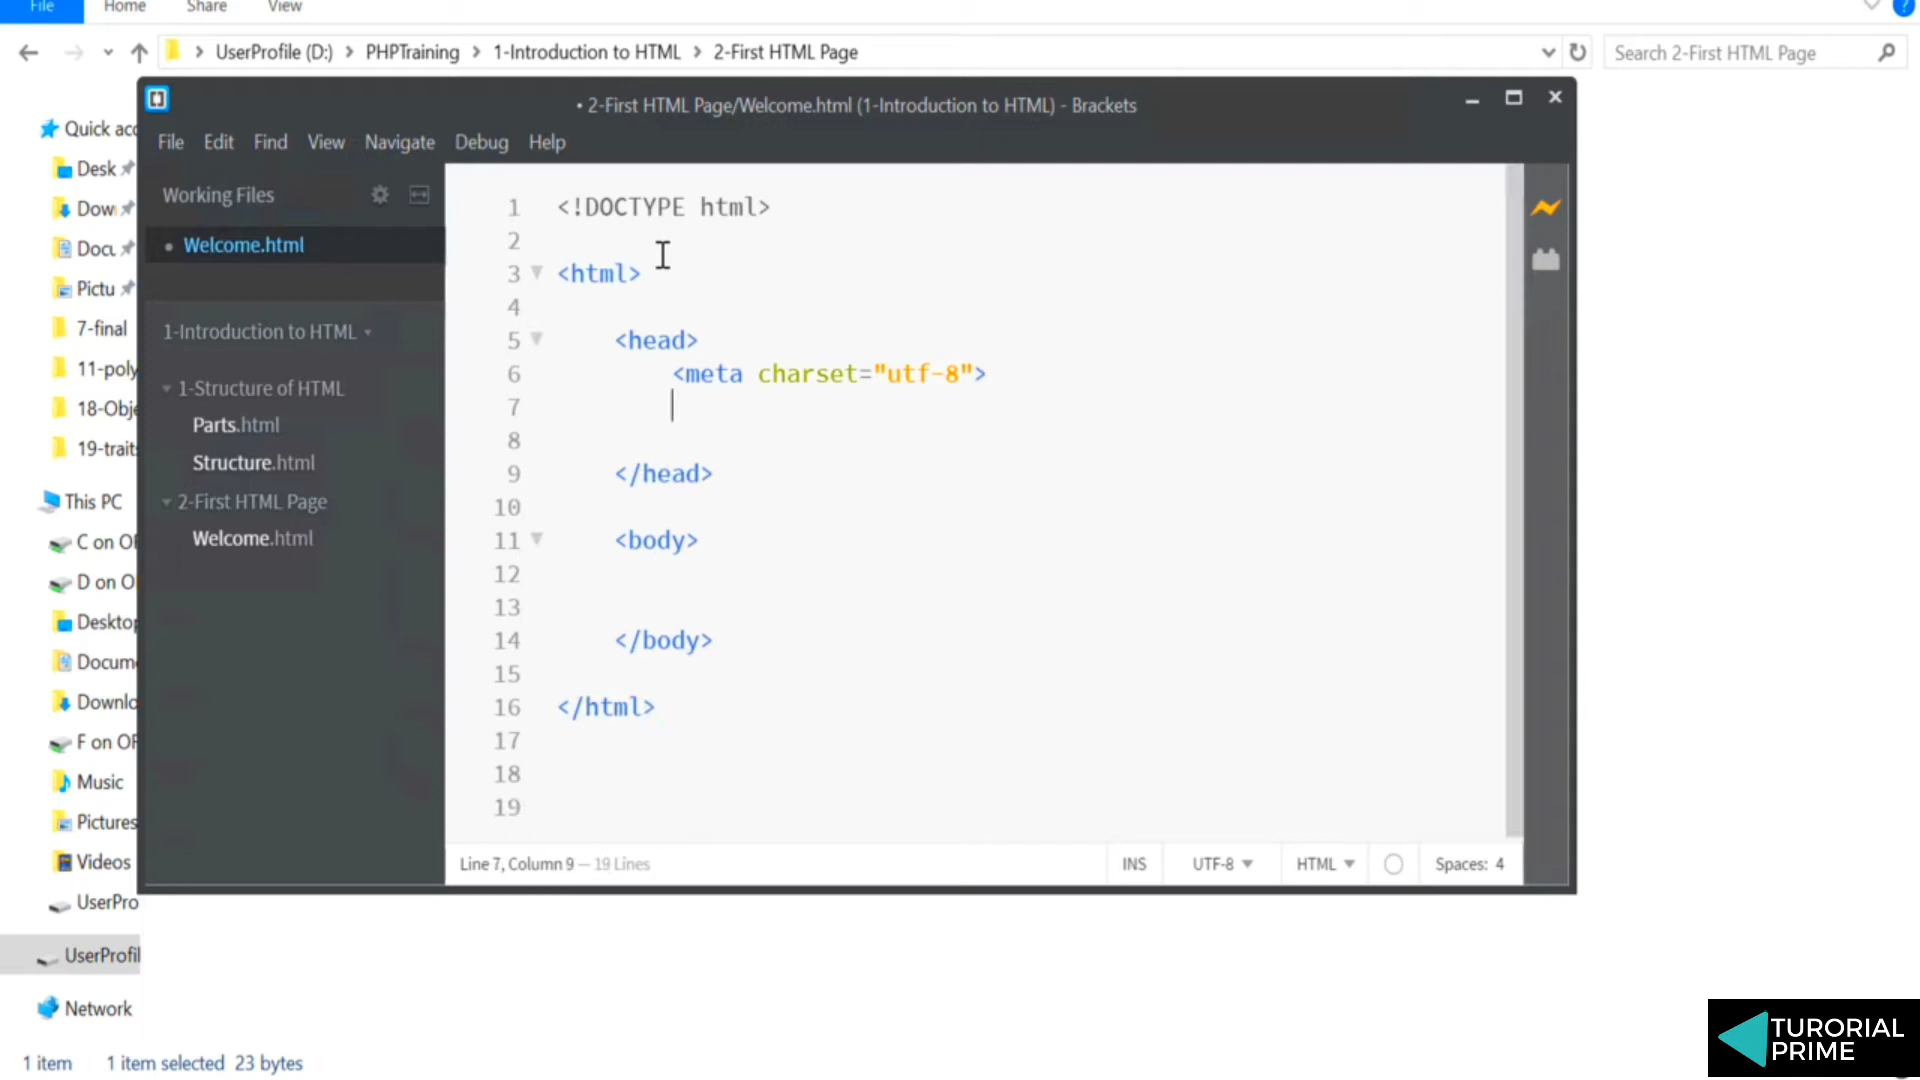 File Home Share View
UserProfile (D:) > PHPTraining > 1-Introduction to HTML > 2-First HTML Page
Search 2-First HTML Page
• 2-First HTML Page/Welcome.html (1-Introduction to HTML) - Brackets
File Edit Find View Navigate Debug Help
Quick acc
Desk
Dow
Docu
Pictu
7-final
11-poly
18-Obje
19-trait
This PC
C on OF
D on O
Desktop
Docume
Downlo
F on OF
Music
Pictures
Videos
UserPro
UserProfil
Network
1 item 1 item selected 23 bytes
Working Files
Welcome.html
1-Introduction to HTML
1-Structure of HTML
Parts.html
Structure.html
2-First HTML Page
Welcome.html
1 <!DOCTYPE html>
2
3 <html>
4
5 <head>
6 <meta charset="utf-8">
7
8
9 </head>
10
11 <body>
12
13
14 </body>
15
16 </html>
17
18
19
Line 7, Column 9 — 19 Lines
INS UTF-8 HTML Spaces: 4
TURORIAL
PRIME